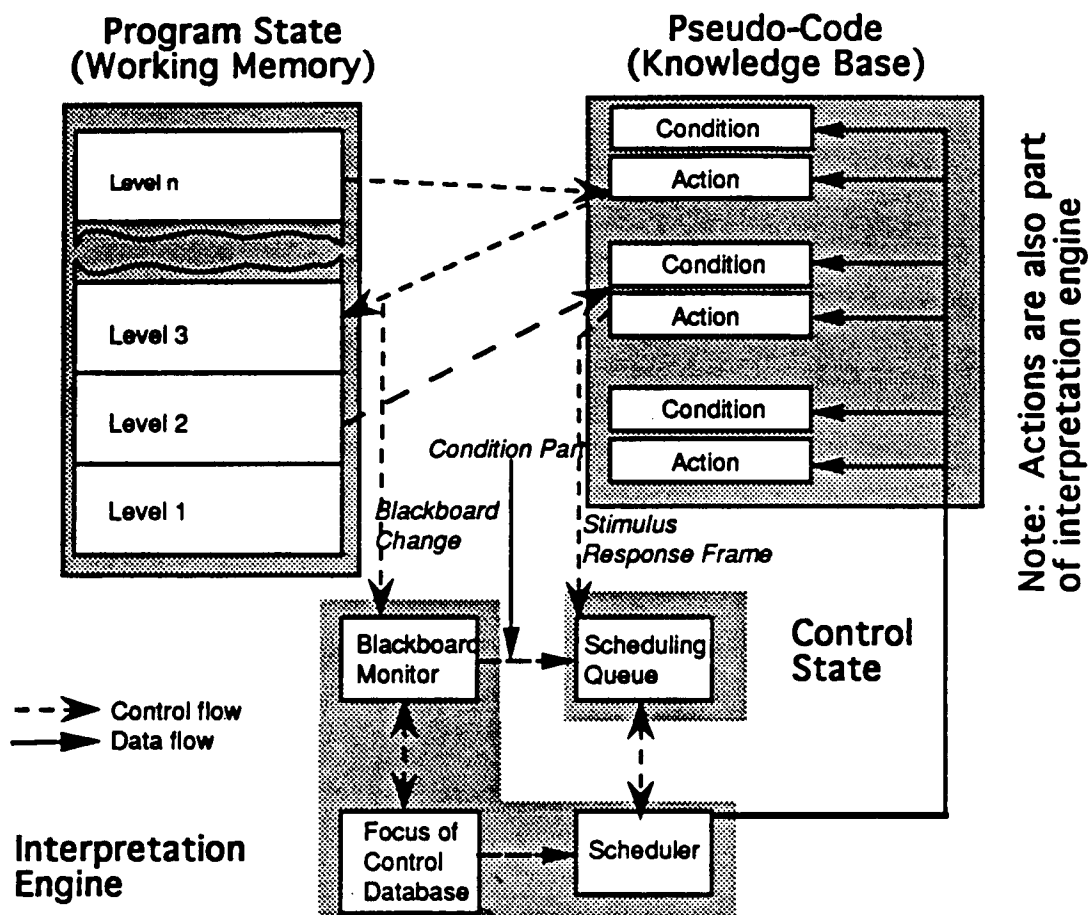 Program State
(Working Memory)
Pseudo-Code
(Knowledge Base)
Level n
Level 3
Level 2
Level 1
Condition
Action
Condition
Action
Condition
Action
Note: Actions are also part
of interpretation engine
Condition Part
Blackboard
Change
Stimulus
Response Frame
Blackboard
Monitor
Scheduling
Queue
Control
State
Control flow
Data flow
Focus of
Control
Database
Scheduler
Interpretation
Engine